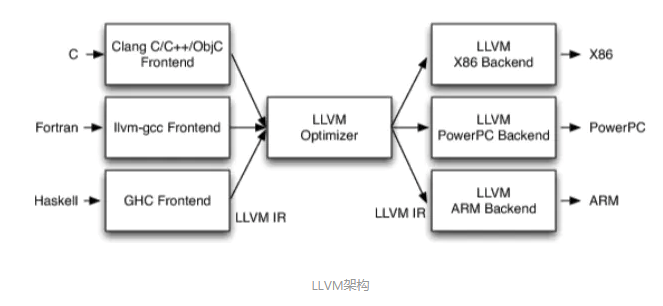 C
Clang C/C++/ObjC
Frontend
LLVM
X86 Backend
X86
Fortran
llvm-gcc Frontend
LLVM
Optimizer
LLVM
PowerPC Backend
PowerPC
Haskell
GHC Frontend
LLVM IR
LLVM IR
LLVM
ARM Backend
ARM
LLVM架构